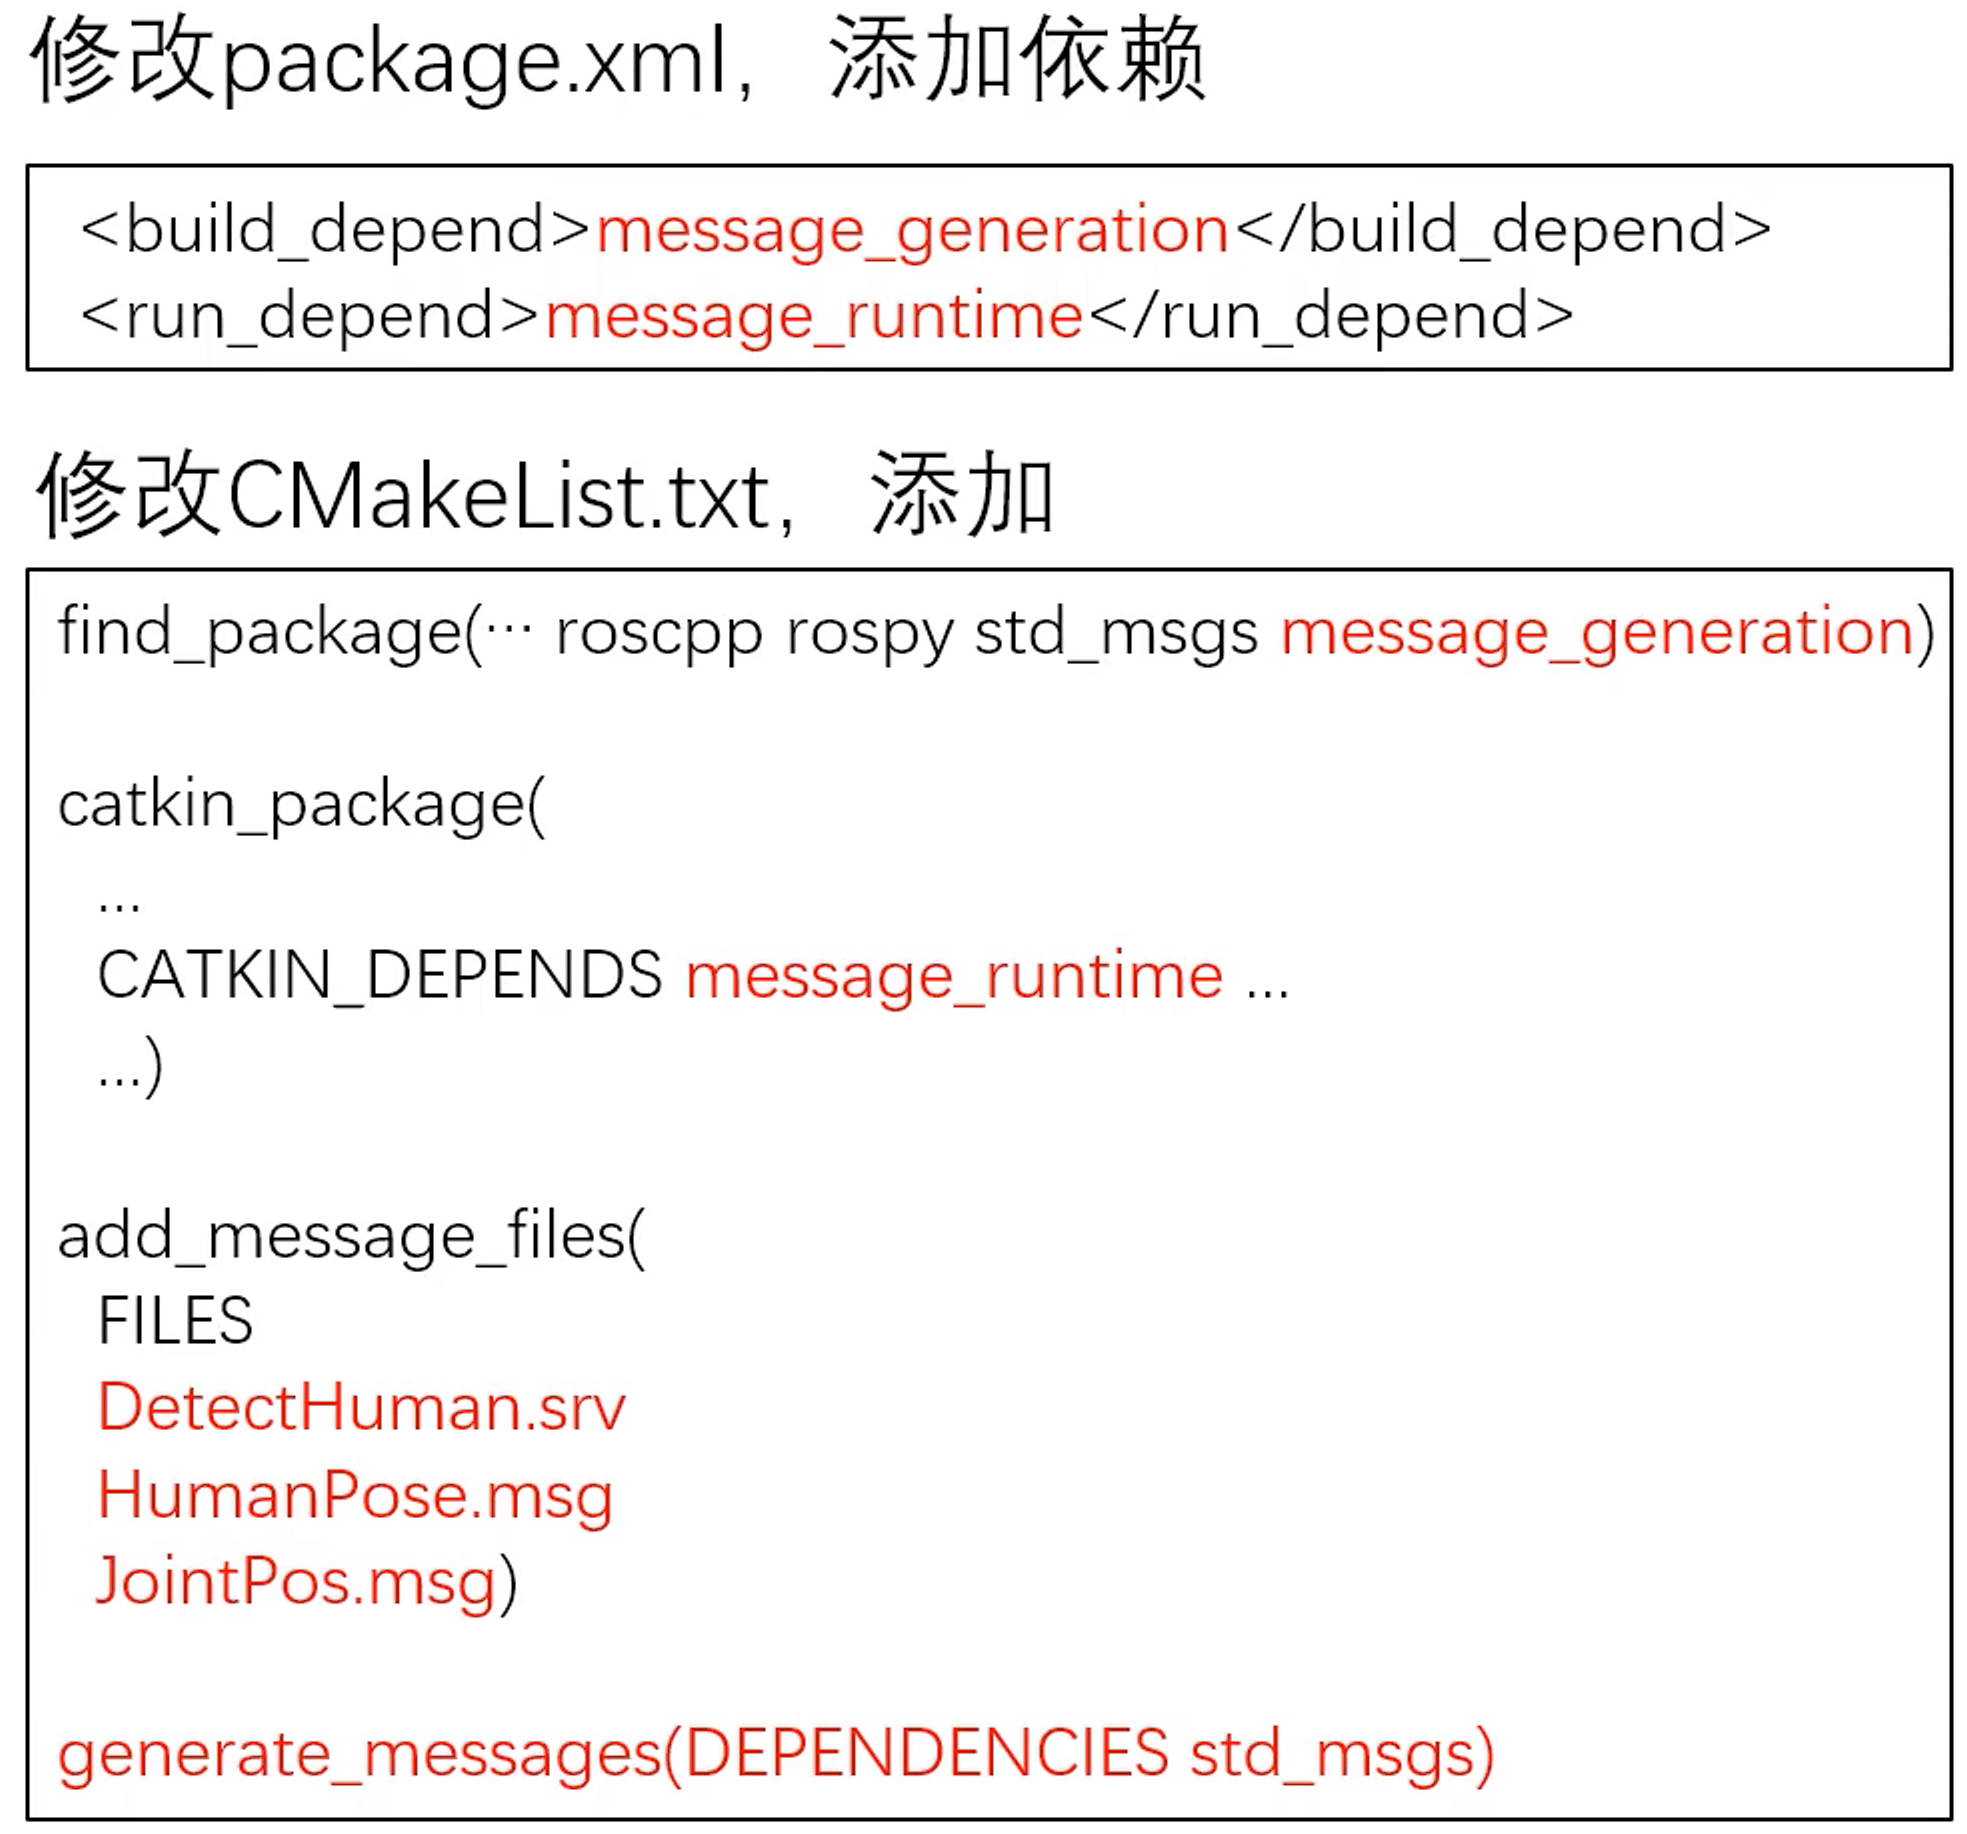 修改package.xml，添加依赖
<build_depend>message_generation</build_depend>
<run_depend>message_runtime</run_depend>
修改CMakeList.txt，添加
find_package(… roscpp rospy std_msgs message_generation)
catkin_package(
...
CATKIN_DEPENDS message_runtime ...
...)
add_message_files(
FILES
DetectHuman.srv
HumanPose.msg
JointPos.msg)
generate_messages(DEPENDENCIES std_msgs)